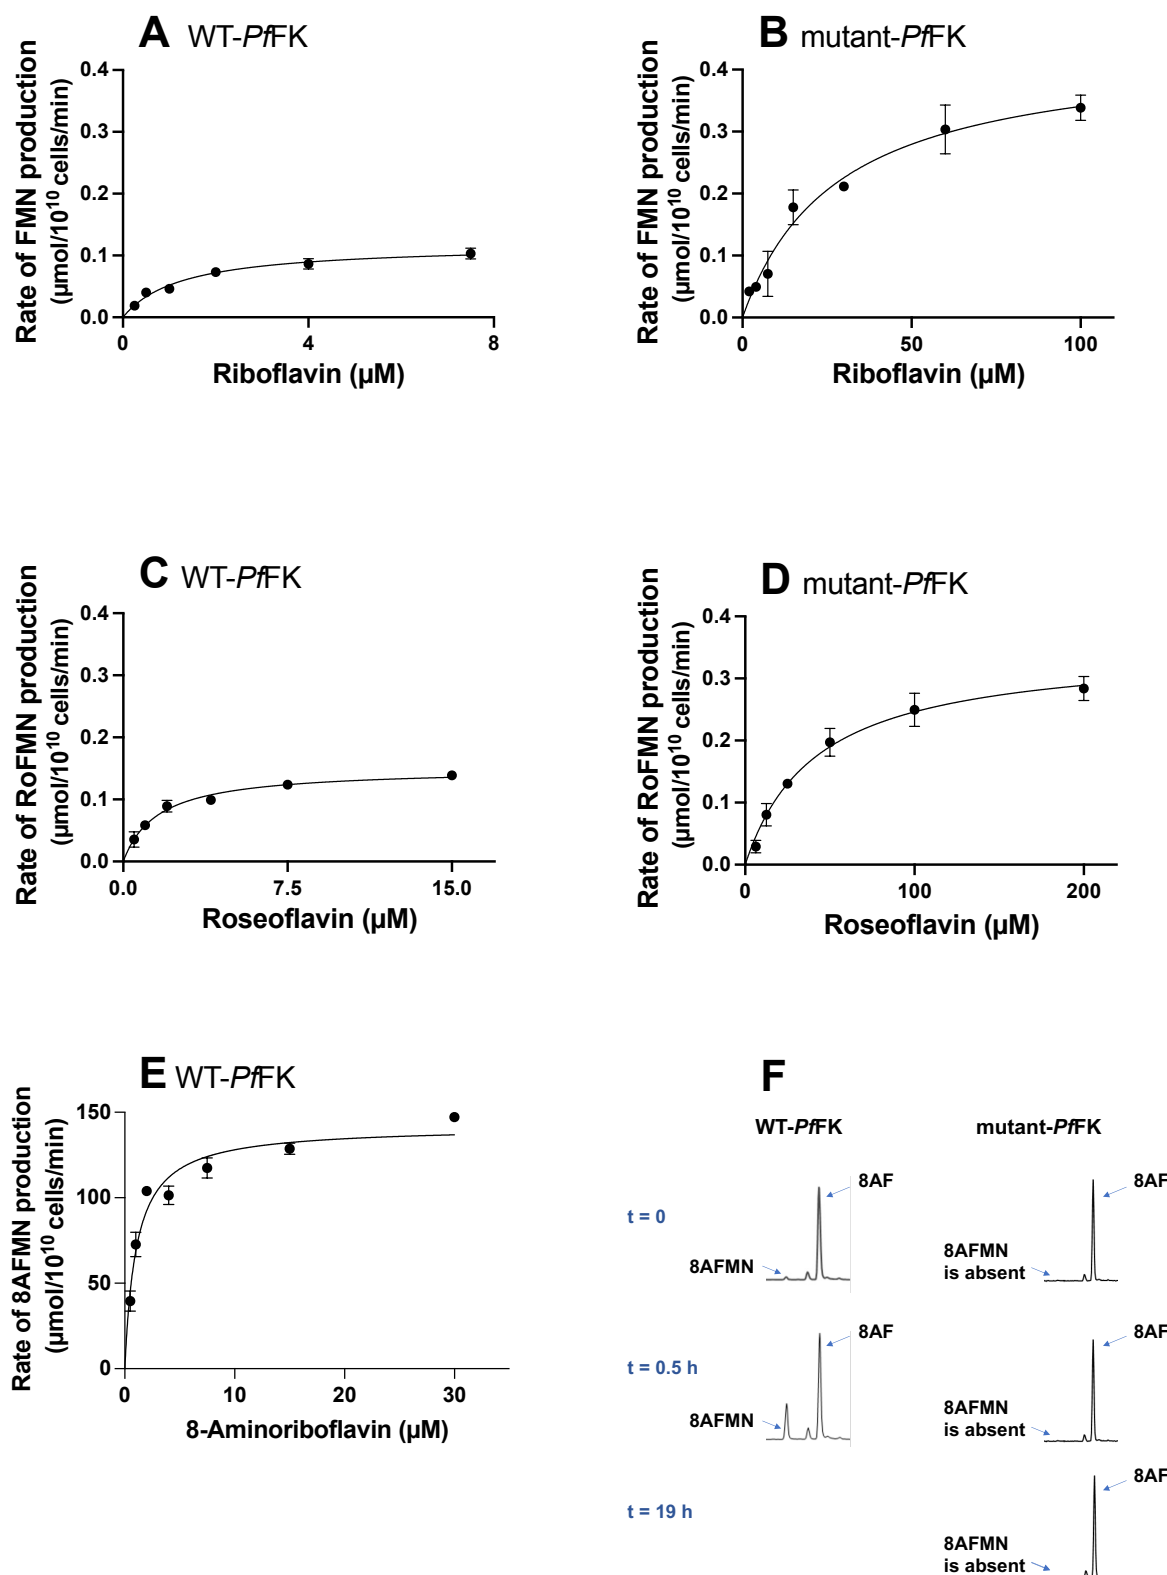 A WT-PfFK
Rate of FMN production
(µmol/10¹⁰ cells/min)
0.4
0.3
0.2
0.1
0.0
0 4 8
Riboflavin (µM)
B mutant-PfFK
Rate of FMN production
(µmol/10¹⁰ cells/min)
0.4
0.3
0.2
0.1
0.0
0 50 100
Riboflavin (µM)
C WT-PfFK
Rate of RoFMN production
(µmol/10¹⁰ cells/min)
0.4
0.3
0.2
0.1
0.0
0.0 7.5 15.0
Roseoflavin (µM)
D mutant-PfFK
Rate of RoFMN production
(µmol/10¹⁰ cells/min)
0.4
0.3
0.2
0.1
0.0
0 100 200
Roseoflavin (µM)
E WT-PfFK
Rate of 8AFMN production
(µmol/10¹⁰ cells/min)
150
100
50
0
0 10 20 30
8-Aminoriboflavin (µM)
F
WT-PfFK mutant-PfFK
t = 0
8AF
8AFMN
8AF
8AFMN
is absent
t = 0.5 h
8AF
8AFMN
8AF
8AFMN
is absent
t = 19 h
8AF
8AFMN
is absent